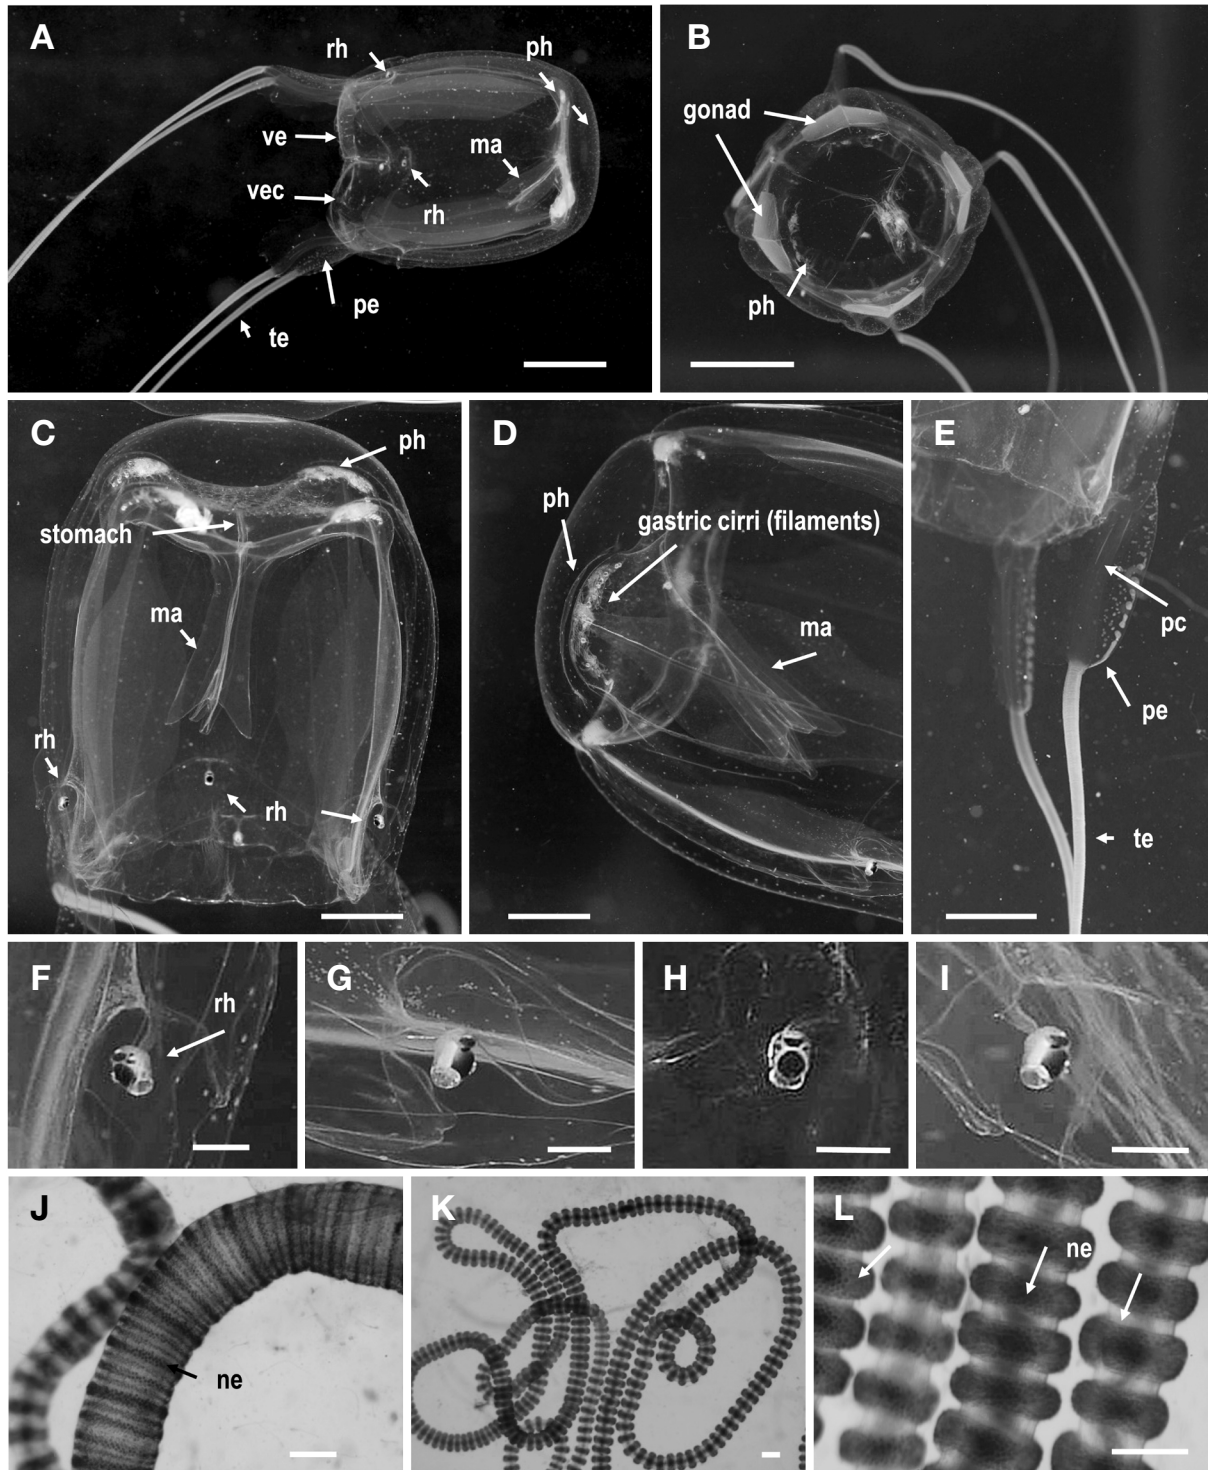 A
rh
ph
ve
ma
vec
rh
pe
te
B
gonad
ph
C
ph
stomach
ma
rh
rh
D
ph
gastric cirri (filaments)
ma
E
pc
pe
te
F
rh
G
H
I
J
ne
K
L
ne